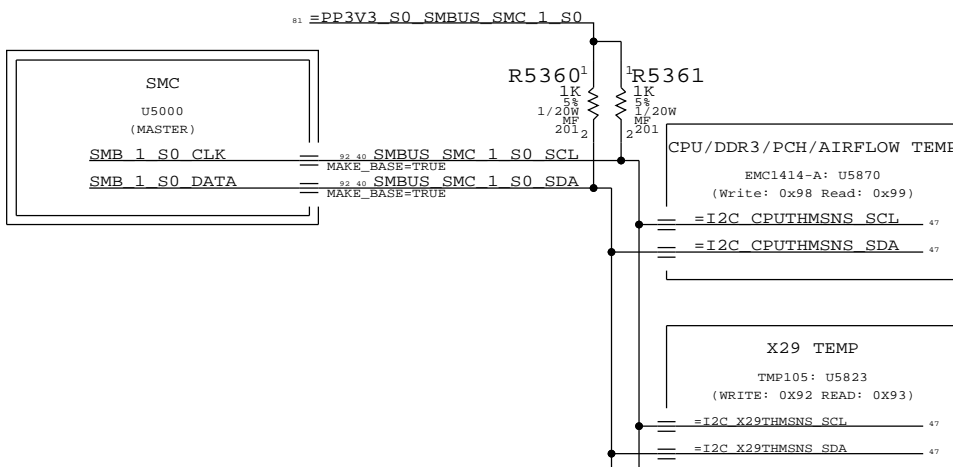 81 =PP3V3_S0_SMBUS_SMC_1_S0
SMC
U5000
(MASTER)
SMB_1_S0_CLK
SMB_1_S0_DATA
92 40 SMBUS_SMC_1_S0_SCL
MAKE_BASE=TRUE
92 40 SMBUS_SMC_1_S0_SDA
MAKE_BASE=TRUE
R5360 1
1K
5%
1/20W
MF
201 2
1 R5361
1K
5%
1/20W
MF
2 201
CPU/DDR3/PCH/AIRFLOW TEMP
EMC1414-A: U5870
(Write: 0x98 Read: 0x99)
=I2C_CPUTHMSNS_SCL 47
=I2C_CPUTHMSNS_SDA 47
X29 TEMP
TMP105: U5823
(WRITE: 0X92 READ: 0X93)
=I2C_X29THMSNS_SCL 47
=I2C_X29THMSNS_SDA 47